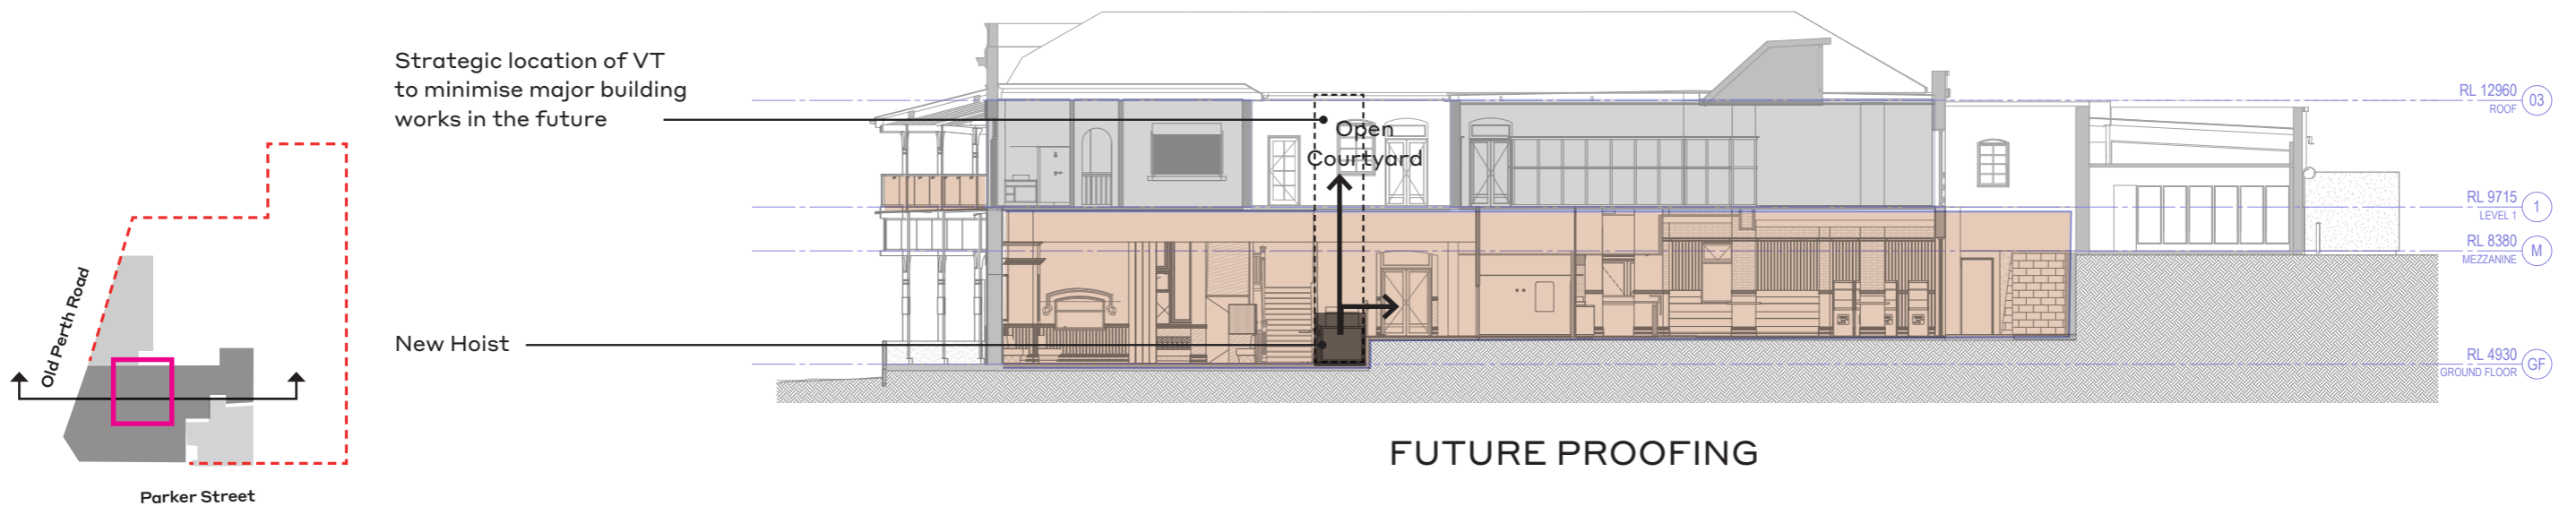 Strategic location of VT
to minimise major building
works in the future
Open
Courtyard
New Hoist
RL 12960
ROOF
03
RL 9715
LEVEL 1
1
RL 8380
MEZZANINE
M
RL 4930
GROUND FLOOR
GF
Old Perth Road
Parker Street
FUTURE PROOFING